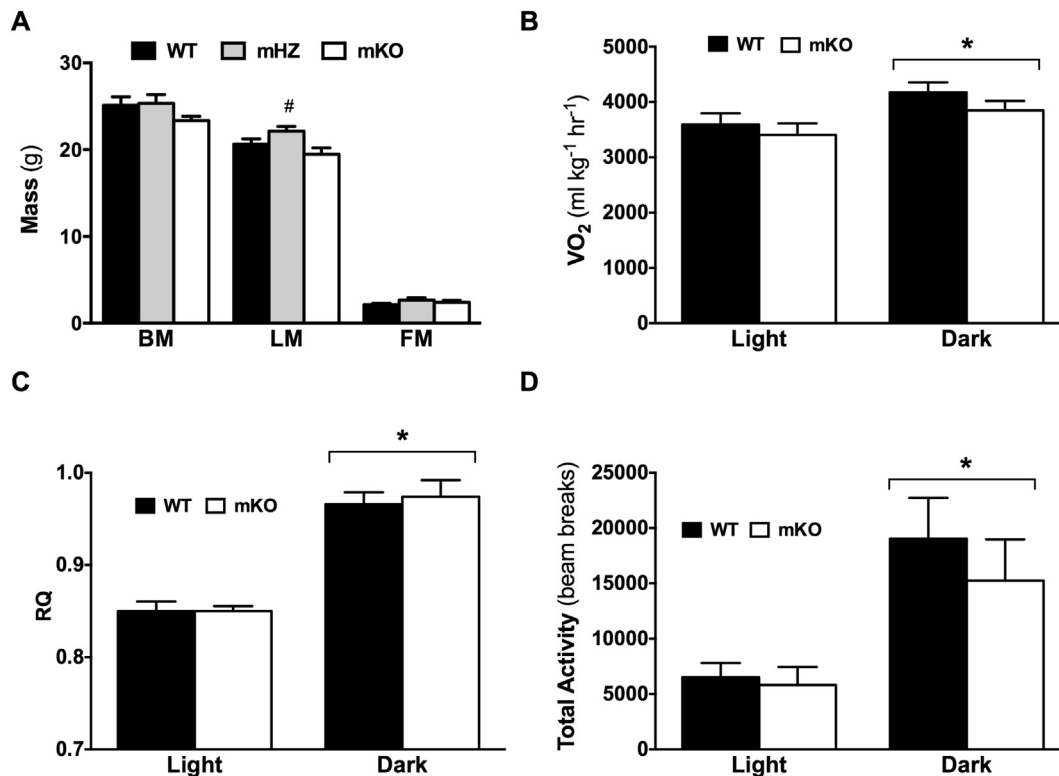 A
WT mHZ mKO
30
20
10
0
Mass (g)
#
BM LM FM
B
WT mKO
*
5000
4000
3000
2000
1000
0
VO2 (ml kg-1 hr-1)
Light Dark
C
*
WT mKO
1.0
0.9
0.8
0.7
RQ
Light Dark
D
*
WT mKO
25000
20000
15000
10000
5000
0
Total Activity (beam breaks)
Light Dark